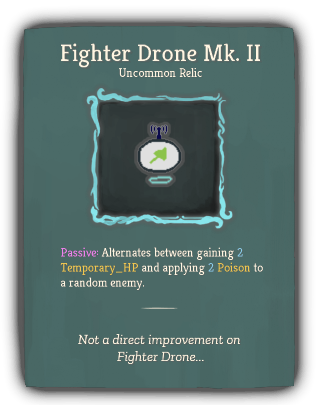 Fighter Drone Mk. II
Uncommon Relic
Passive: Alternates between gaining 2
Temporary_HP and applying 2 Poison to
a random enemy.
Not a direct improvement on
Fighter Drone...